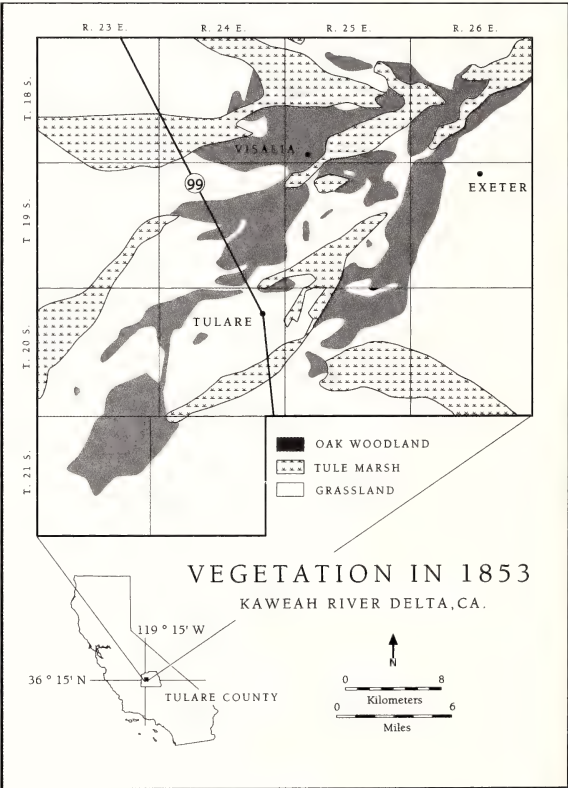 R. 23 E. R. 24 E. R. 25 E. R. 26 E.
T. 18 S.
VISALIA
99
EXETER
T 19 S.
TULARE
T. 20 S.
T. 21 S.
OAK WOODLAND
TULE MARSH
GRASSLAND
VEGETATION IN 1853
KAWEAH RIVER DELTA, CA.
119 ° 15' W
36 ° 15' N
TULARE COUNTY
N
0 8
Kilometers
0 6
Miles